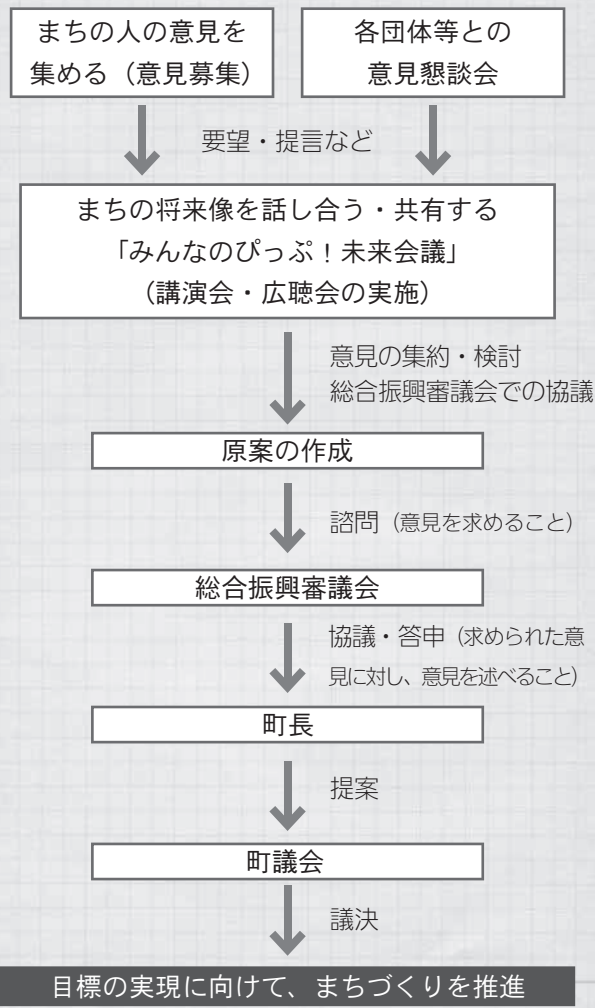 まちの人の意見を
集める（意見募集）
各団体等との
意見懇談会
要望・提言など
まちの将来像を話し合う・共有する
「みんなのぴっぷ！未来会議」
（講演会・広聴会の実施）
意見の集約・検討
総合振興審議会での協議
原案の作成
諮問（意見を求めること）
総合振興審議会
協議・答申（求められた意
見に対し、意見を述べること）
町長
提案
町議会
議決
目標の実現に向けて、まちづくりを推進